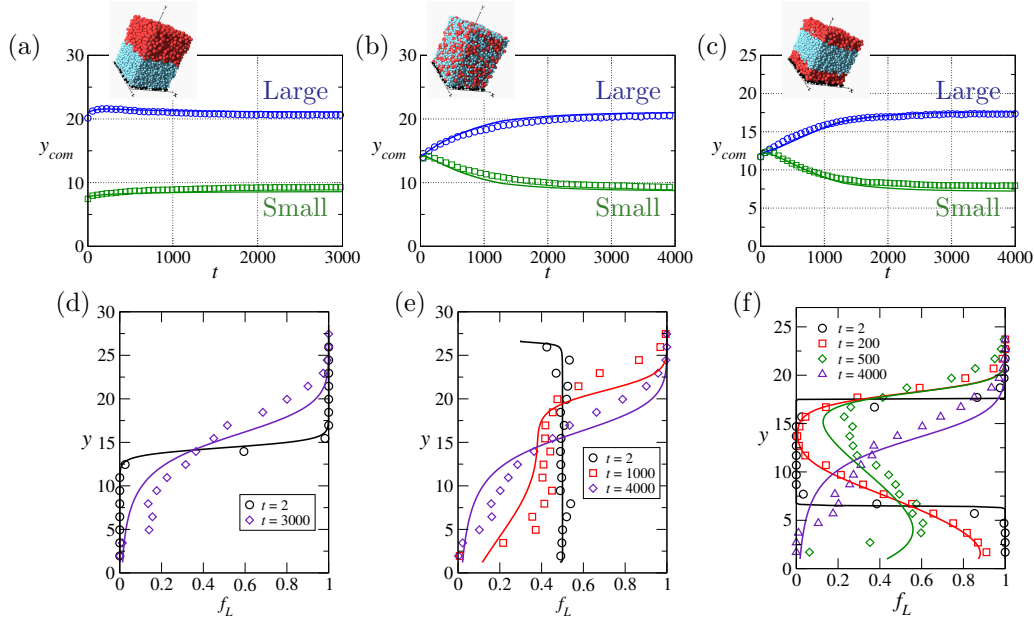 (a)
(b)
(c)
30
20
10
0
y_com
Large
Small
0 1000 2000 3000
t
30
20
10
0
y_com
Large
Small
0 1000 2000 3000 4000
t
25
20
15
10
5
0
y_com
Large
Small
0 1000 2000 3000 4000
t
(d)
(e)
(f)
30
25
20
15
10
5
0
y
t = 2
t = 3000
0 0.2 0.4 0.6 0.8 1
f_L
30
25
20
15
10
5
0
y
t = 2
t = 1000
t = 4000
0 0.2 0.4 0.6 0.8 1
f_L
25
20
15
10
5
0
y
t = 2
t = 200
t = 500
t = 4000
0 0.2 0.4 0.6 0.8 1
f_L